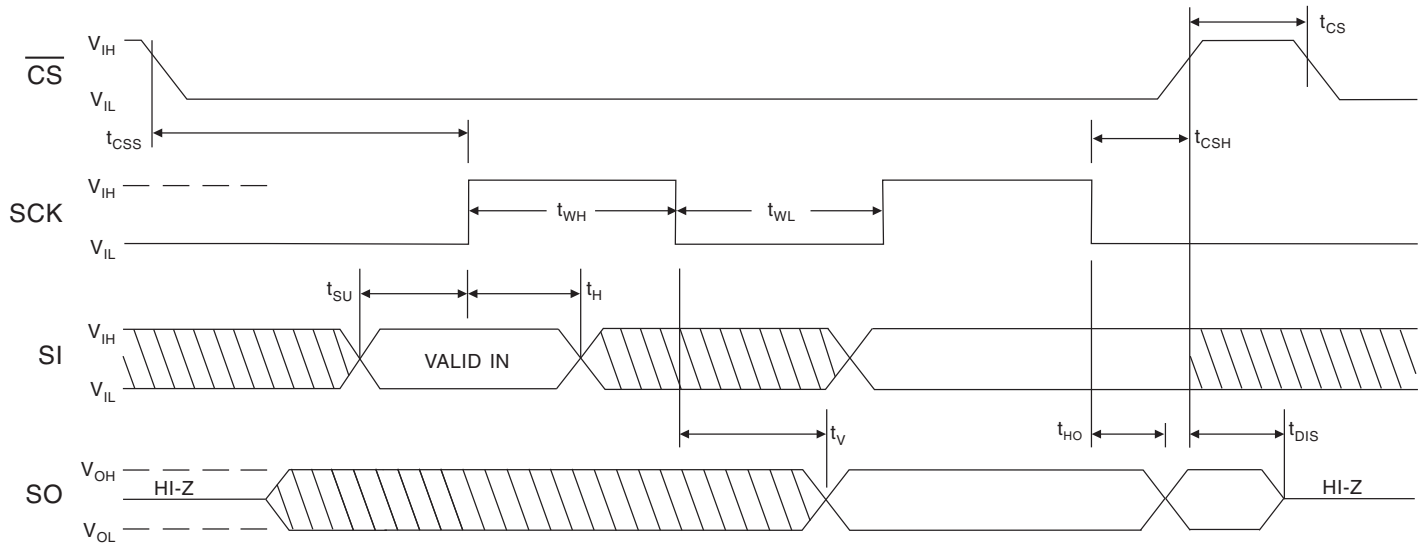 V_IH
t_CS
C̅S̅
V_IL
t_CSS
t_CSH
V_IH
SCK
t_WH
t_WL
V_IL
t_SU
t_H
V_IH
SI
VALID IN
V_IL
t_V
t_HO
t_DIS
V_OH
SO
HI-Z
HI-Z
V_OL